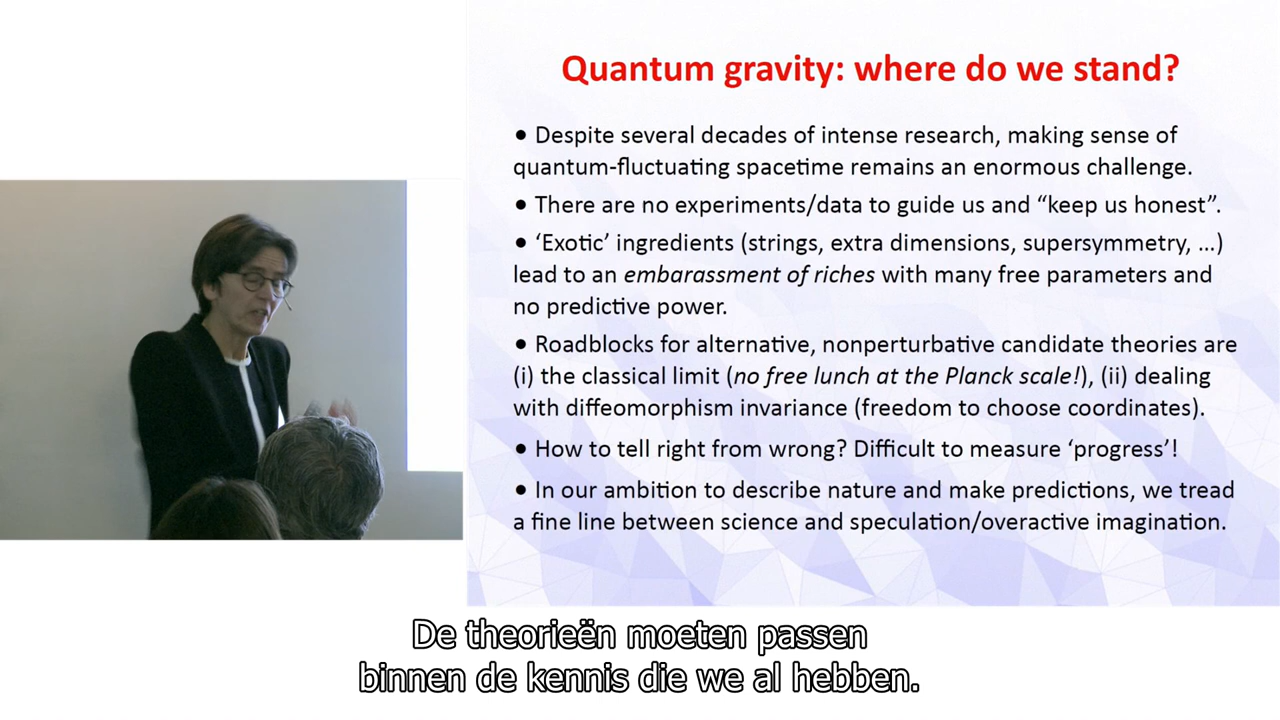 Quantum gravity: where do we stand?
• Despite several decades of intense research, making sense of
quantum-fluctuating spacetime remains an enormous challenge.
• There are no experiments/data to guide us and “keep us honest”.
• ‘Exotic’ ingredients (strings, extra dimensions, supersymmetry, ...)
lead to an embarassment of riches with many free parameters and
no predictive power.
• Roadblocks for alternative, nonperturbative candidate theories are
(i) the classical limit (no free lunch at the Planck scale!), (ii) dealing
with diffeomorphism invariance (freedom to choose coordinates).
• How to tell right from wrong? Difficult to measure ‘progress’!
• In our ambition to describe nature and make predictions, we tread
a fine line between science and speculation/overactive imagination.
De theorieën moeten passen
binnen de kennis die we al hebben.